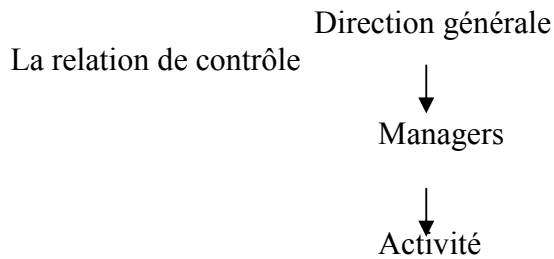 Direction générale
La relation de contrôle
Managers
Activité